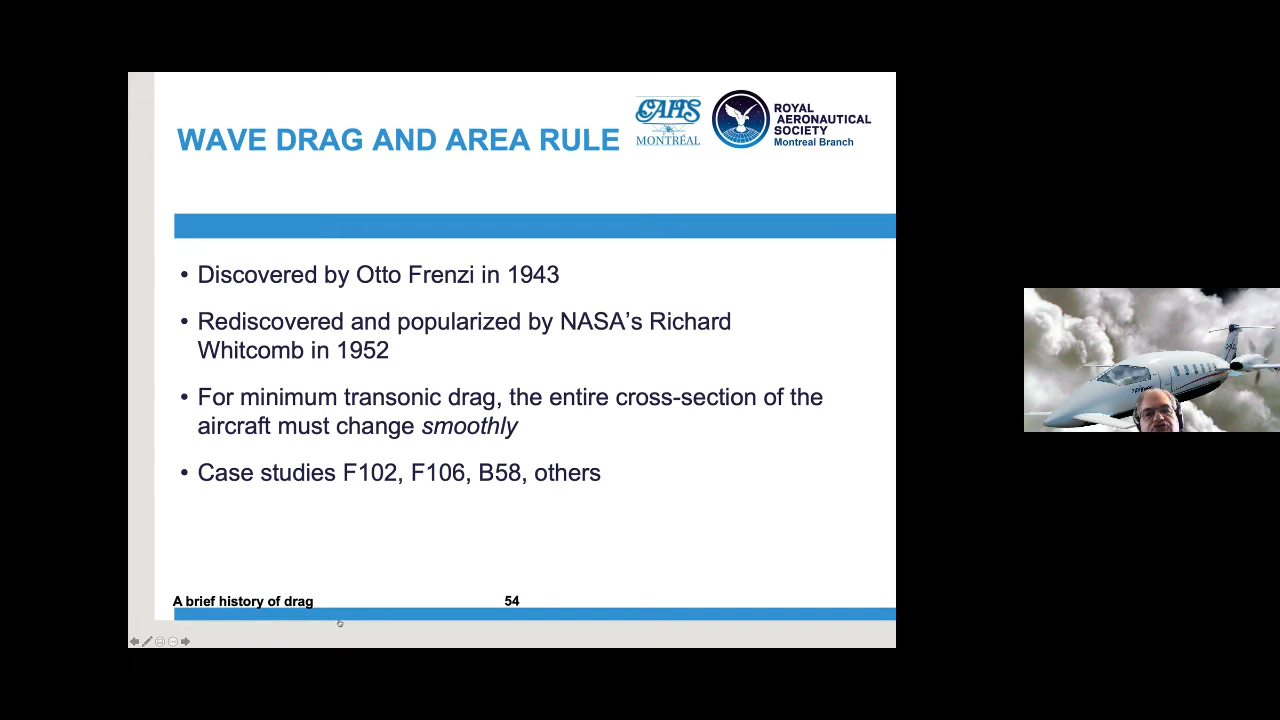 WAVE DRAG AND AREA RULE
CAHS
MONTRÉAL
ROYAL
AERONAUTICAL
SOCIETY
Montreal Branch
• Discovered by Otto Frenzi in 1943
• Rediscovered and popularized by NASA's Richard
Whitcomb in 1952
• For minimum transonic drag, the entire cross-section of the
aircraft must change smoothly
• Case studies F102, F106, B58, others
A brief history of drag
54